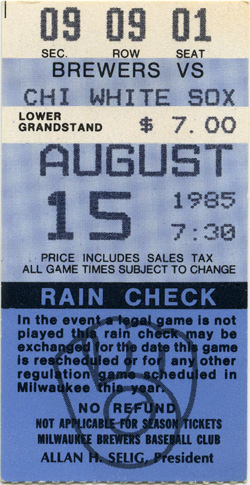 09 09 01
SEC. ROW SEAT
BREWERS VS
CHI WHITE SOX
LOWER
GRANDSTAND $ 7.00
AUGUST
15 1985
7:30
PRICE INCLUDES SALES TAX
ALL GAME TIMES SUBJECT TO CHANGE
RAIN CHECK
In the event a legal game is not
played this rain check may be
exchanged for the date this game
is rescheduled or for any other
regulation game scheduled in
Milwaukee this year.
NO REFUND
NOT APPLICABLE FOR SEASON TICKETS
MILWAUKEE BREWERS BASEBALL CLUB
ALLAN H. SELIG, President